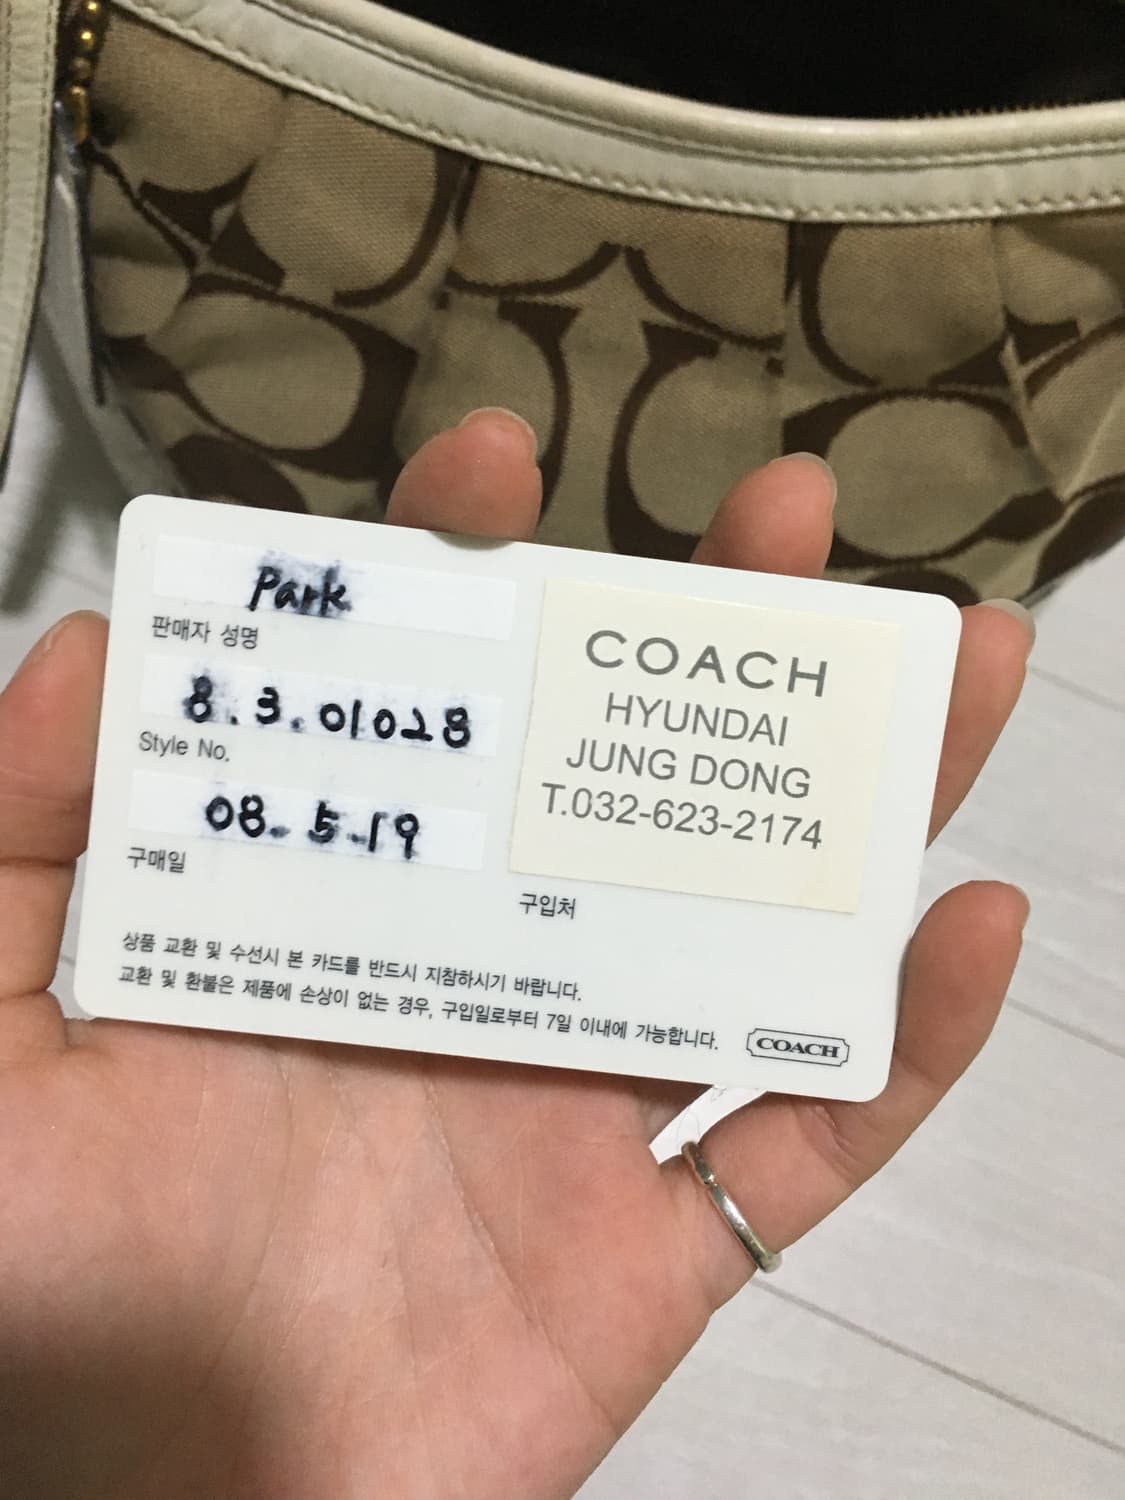 Park
판매자 성명
8.3.01028
Style No.
08. 5.19
구매일
COACH
HYUNDAI
JUNG DONG
T.032-623-2174
구입처
상품 교환 및 수선시 본 카드를 반드시 지참하시기 바랍니다.
교환 및 환불은 제품에 손상이 없는 경우, 구입일로부터 7일 이내에 가능합니다.
COACH